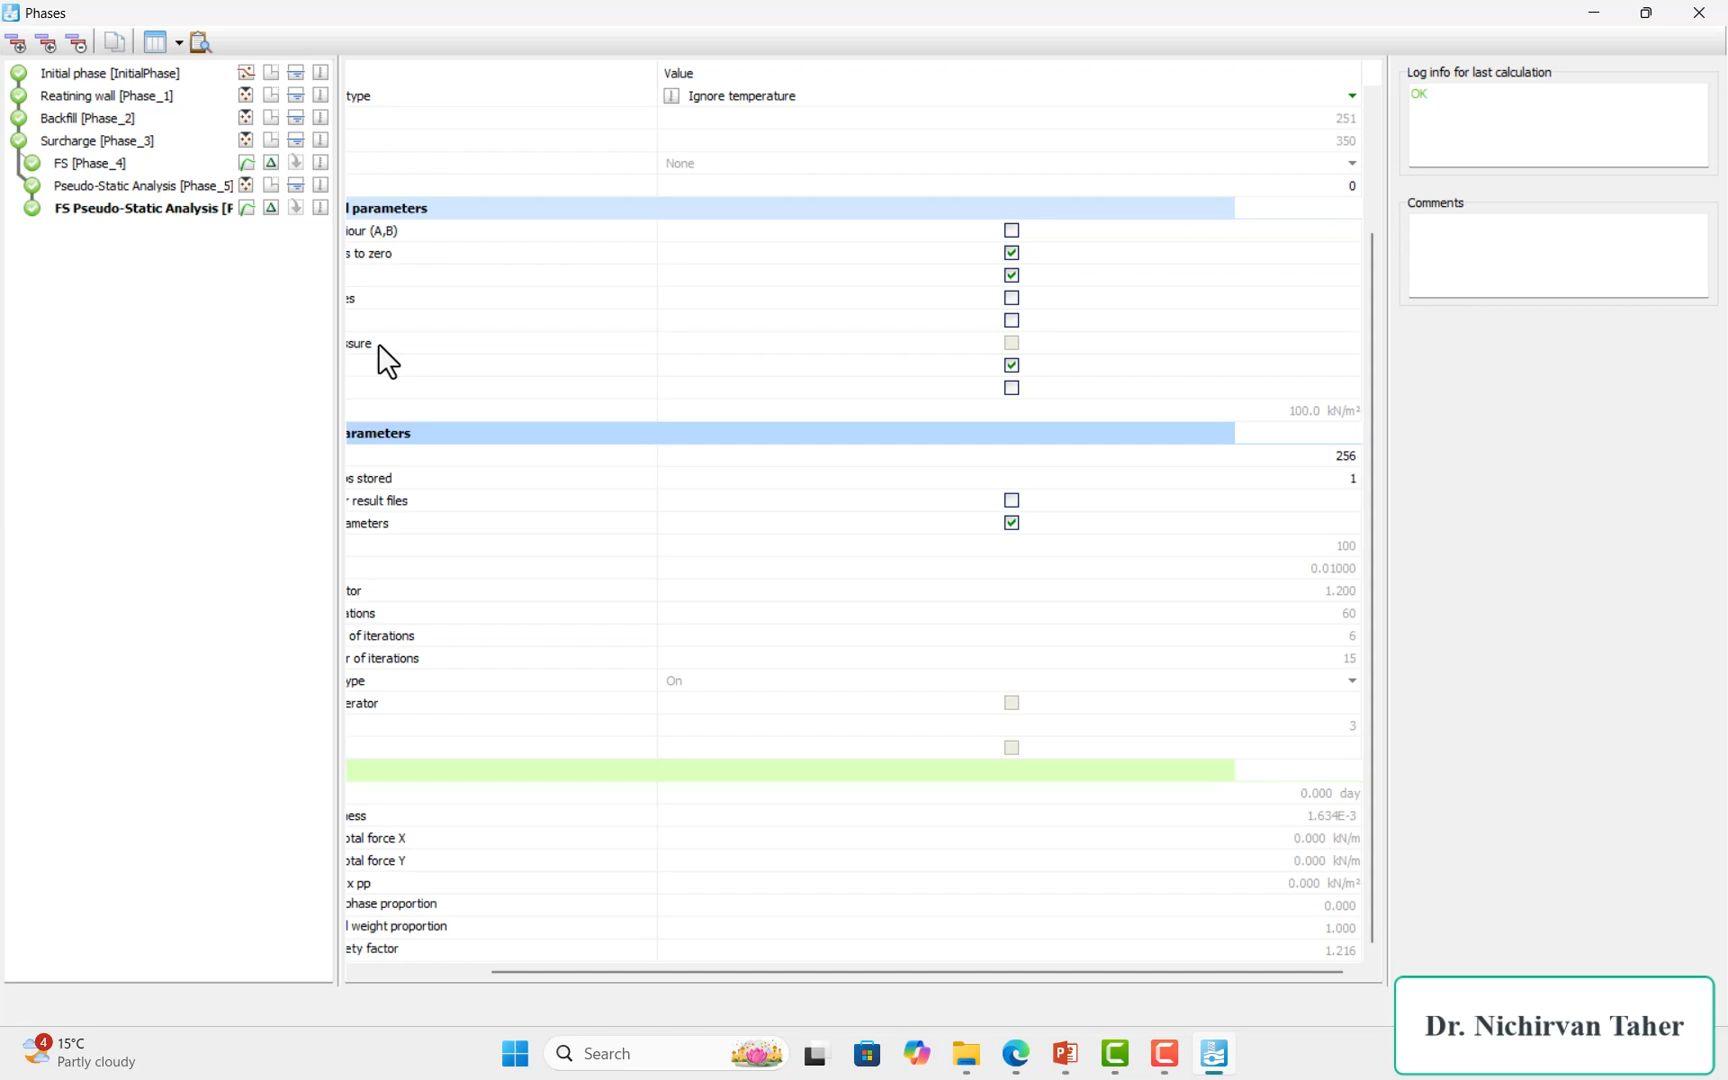 Phases
Initial phase [InitialPhase]
Reatining wall [Phase_1]
Backfill [Phase_2]
Surcharge [Phase_3]
FS [Phase_4]
Pseudo-Static Analysis [Phase_5]
FS Pseudo-Static Analysis [F
Value
type
Ignore temperature
251
350
None
0
l parameters
iour (A,B)
s to zero
es
ssure
100.0 kN/m²
arameters
256
os stored
1
r result files
ameters
100
0.01000
tor
1.200
ations
60
of iterations
6
r of iterations
15
ype
On
erator
3
0.000 day
ness
1.634E-3
otal force X
0.000 kN/m
otal force Y
0.000 kN/m
x pp
0.000 kN/m²
phase proportion
0.000
l weight proportion
1.000
ety factor
1.216
Log info for last calculation
OK
Comments
4
15°C
Partly cloudy
Search
Dr. Nichirvan Taher